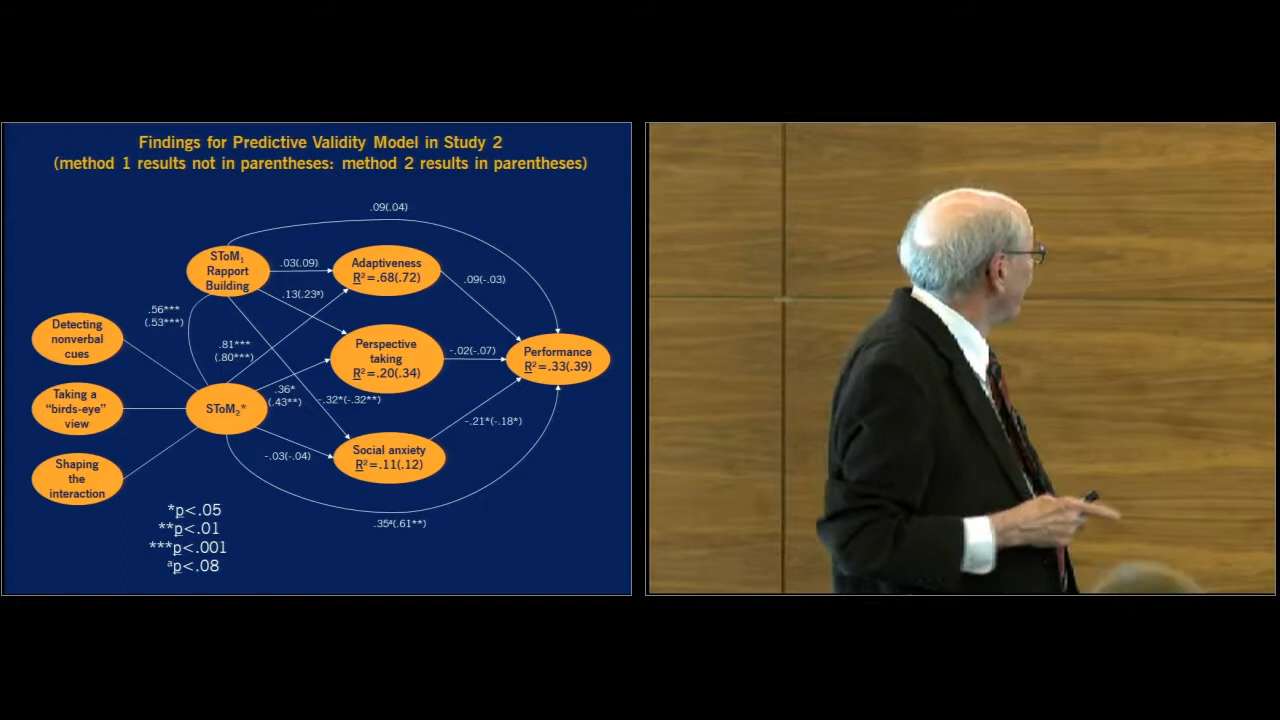 Findings for Predictive Validity Model in Study 2
(method 1 results not in parentheses: method 2 results in parentheses)
.09(.04)
SToM₁
Rapport
Building
.03(.09)
Adaptiveness
R²=.68(.72)
.09(-.03)
.13(.23ᵃ)
.56***
(.53***)
Detecting
nonverbal
cues
.81***
(.80***)
Perspective
taking
R²=.20(.34)
-.02(-.07)
Performance
R²=.33(.39)
Taking a
“birds-eye”
view
SToM₂*
.36*
(.43**)
-.32*(-.32**)
-.21*(-.18*)
Social anxiety
R²=.11(.12)
-.03(-.04)
Shaping
the
interaction
.35ᵃ(.61**)
*p<.05
**p<.01
***p<.001
ᵃp<.08